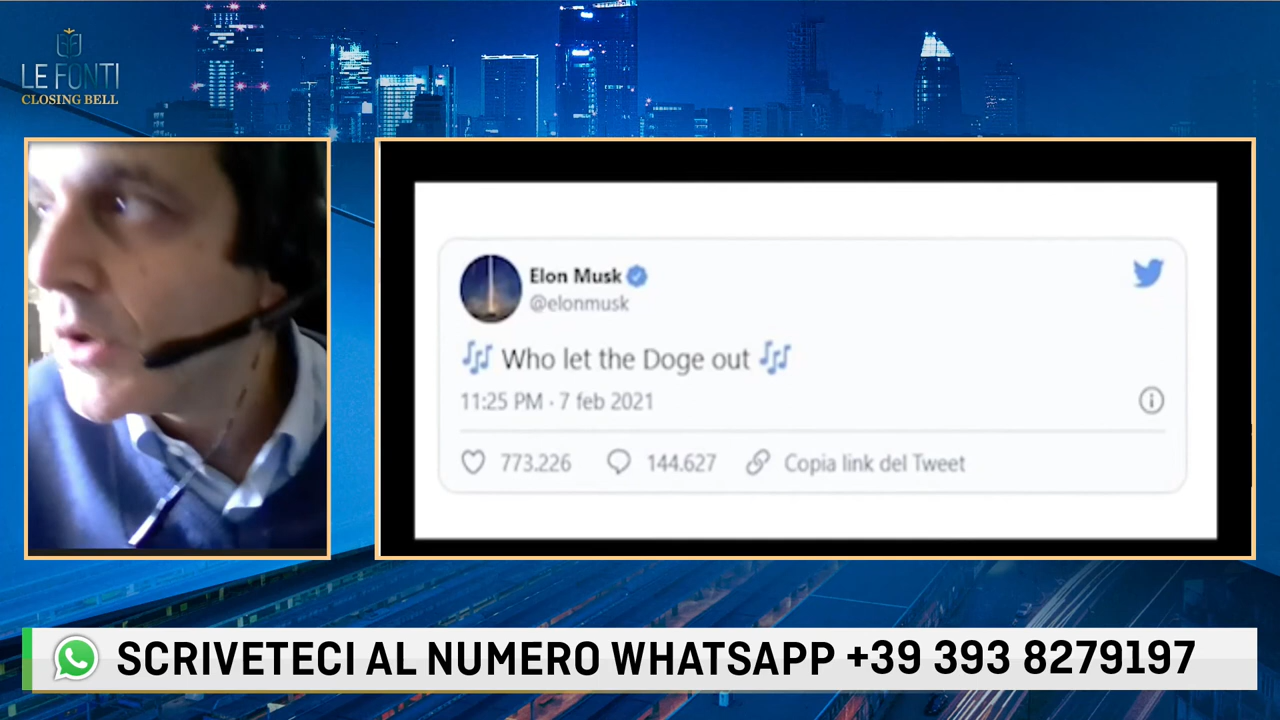 LE FONTI
CLOSING BELL
Elon Musk
@elonmusk
🎶 Who let the Doge out 🎶
11:25 PM · 7 feb 2021
773.226 144.627 Copia link del Tweet
SCRIVETECI AL NUMERO WHATSAPP +39 393 8279197